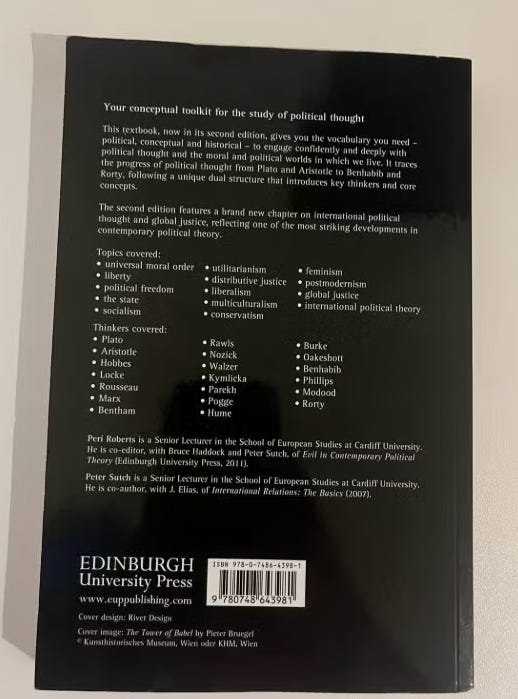 Your conceptual toolkit for the study of political thought
This textbook, now in its second edition, gives you the vocabulary you need –
political, conceptual and historical – to engage confidently and deeply with
political thought and the moral and political worlds in which we live. It traces
the progress of political thought from Plato and Aristotle to Benhabib and
Rorty, following a unique dual structure that introduces key thinkers and core
concepts.
The second edition features a brand new chapter on international political
thought and global justice, reflecting one of the most striking developments in
contemporary political theory.
Topics covered:
• universal moral order
• liberty
• political freedom
• the state
• socialism
• utilitarianism
• distributive justice
• liberalism
• multiculturalism
• conservatism
• feminism
• postmodernism
• global justice
• international political theory
Thinkers covered:
• Plato
• Aristotle
• Hobbes
• Locke
• Rousseau
• Marx
• Bentham
• Rawls
• Nozick
• Walzer
• Kymlicka
• Parekh
• Pogge
• Hume
• Burke
• Oakeshott
• Benhabib
• Phillips
• Modood
• Rorty
Peri Roberts is a Senior Lecturer in the School of European Studies at Cardiff University.
He is co-editor, with Bruce Haddock and Peter Sutch, of Evil in Contemporary Political
Theory (Edinburgh University Press, 2011).
Peter Sutch is a Senior Lecturer in the School of European Studies at Cardiff University.
He is co-author, with J. Elias, of International Relations: The Basics (2007).
EDINBURGH
University Press
www.euppublishing.com
ISBN 978-0-7486-4398-1
9 780748 643981
Cover design: River Design
Cover image: The Tower of Babel by Pieter Bruegel
© Kunsthistorisches Museum, Wien oder KHM, Wien